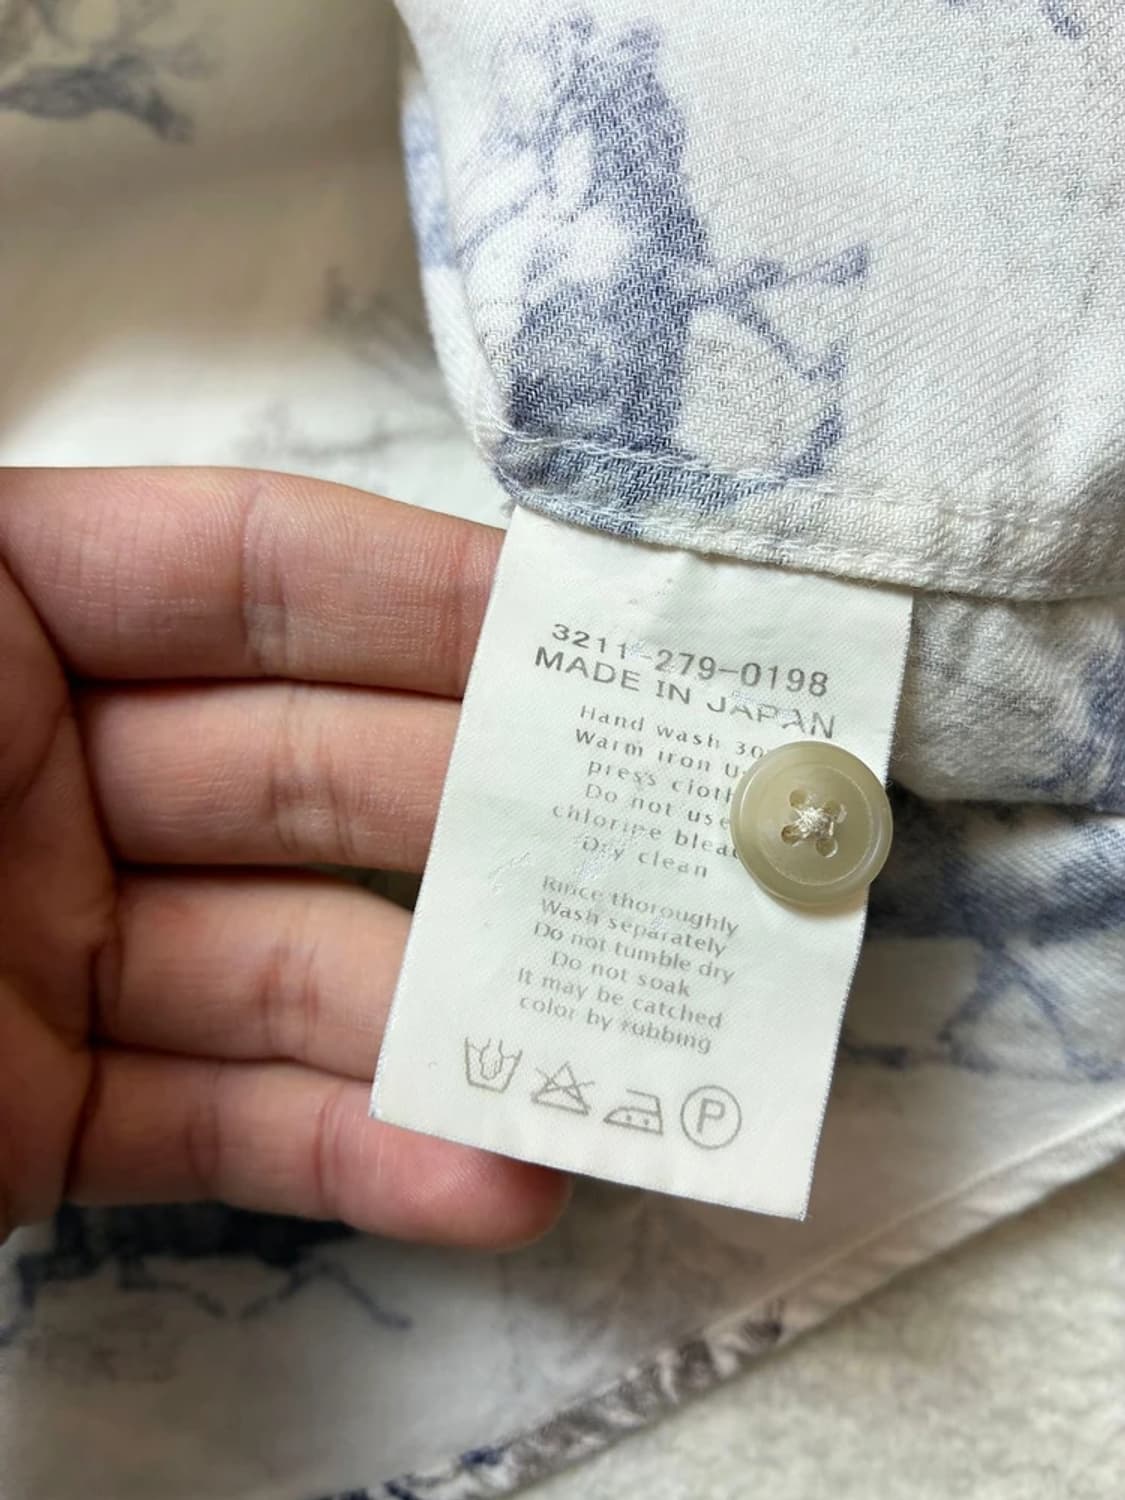 3211-279-0198
MADE IN JAPAN
Hand wash 30
Warm iron
press cloth
Do not use
chlorine
Dry clean
Rince thoroughly
Wash separately
Do not tumble dry
Do not soak
It may be catched
color by rubbing
P